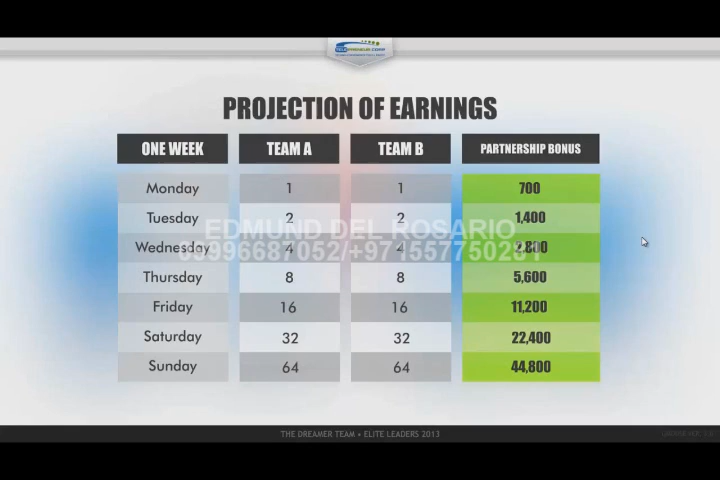 PROJECTION OF EARNINGS
ONE WEEK TEAM A TEAM B PARTNERSHIP BONUS
Monday 1 1 700
Tuesday 2 2 1,400
EDMUND DEL ROSARIO
Wednesday 4 4 2,800
09996687052/+971557750291
Thursday 8 8 5,600
Friday 16 16 11,200
Saturday 32 32 22,400
Sunday 64 64 44,800
THE DREAMER TEAM • ELITE LEADERS 2013